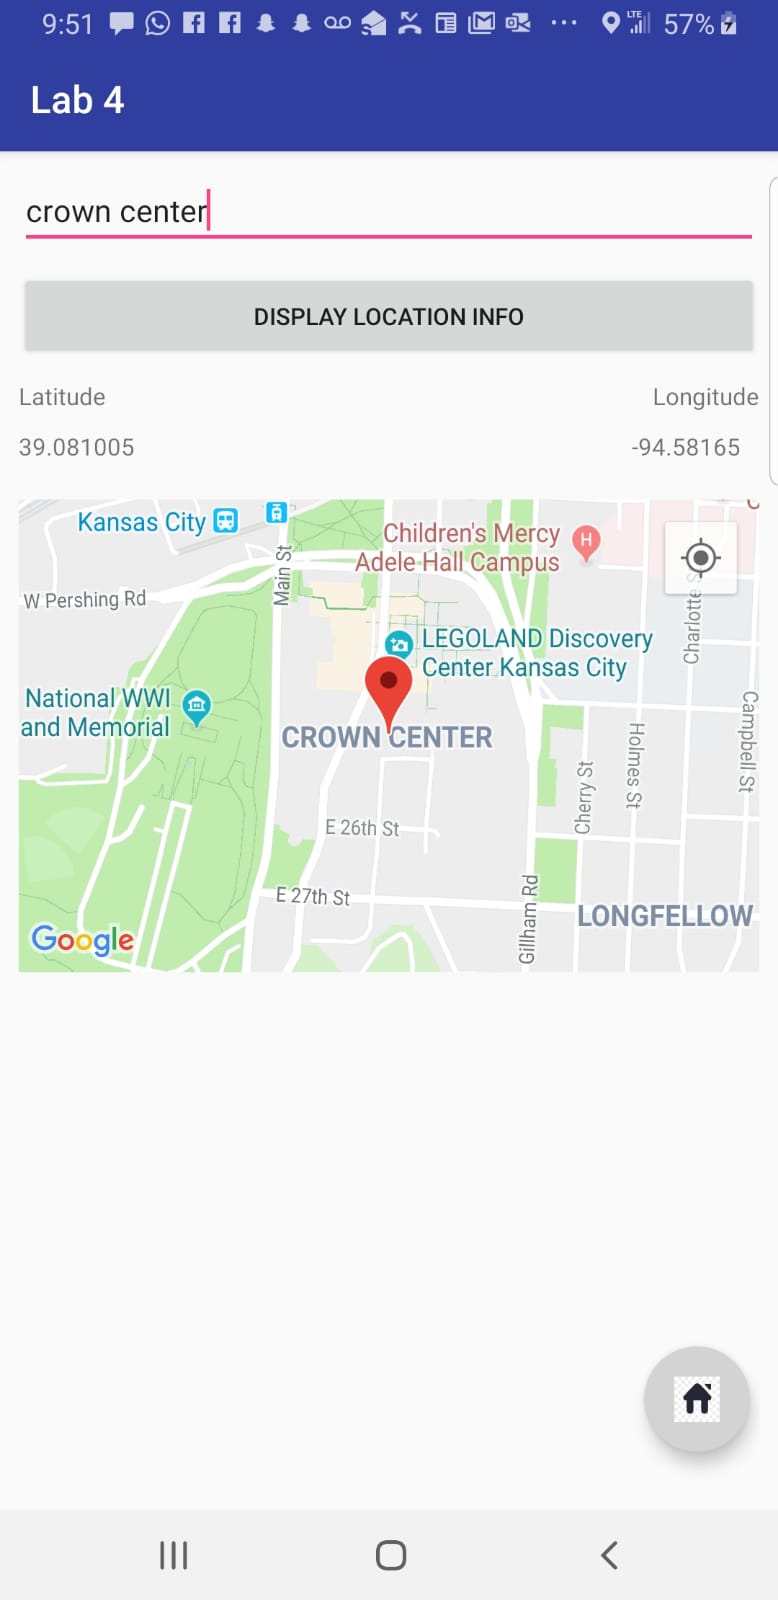 9:51
LTE
57%
Lab 4
crown center
DISPLAY LOCATION INFO
Latitude
Longitude
39.081005
-94.58165
Kansas City
Main St
Children's Mercy
Adele Hall Campus
H
W Pershing Rd
Charlotte S
LEGOLAND Discovery
Center Kansas City
National WWI
and Memorial
CROWN CENTER
Campbell St
Holmes St
Cherry St
E 26th St
E 27th St
Gillham Rd
LONGFELLOW
Google